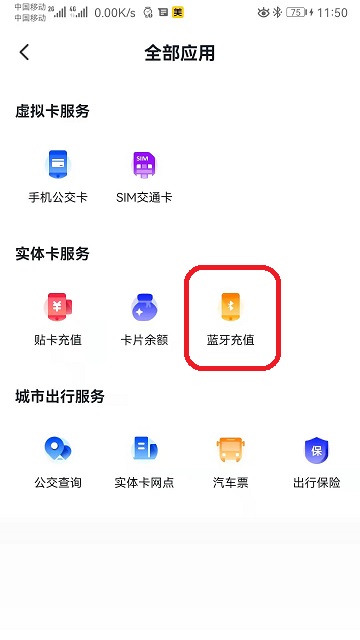 中国移动 2G 4G 0.00K/s 美 75 11:50
中国移动
全部应用
虚拟卡服务
SIM
手机公交卡 SIM交通卡
实体卡服务
¥
贴卡充值 卡片余额 蓝牙充值
城市出行服务
保
公交查询 实体卡网点 汽车票 出行保险